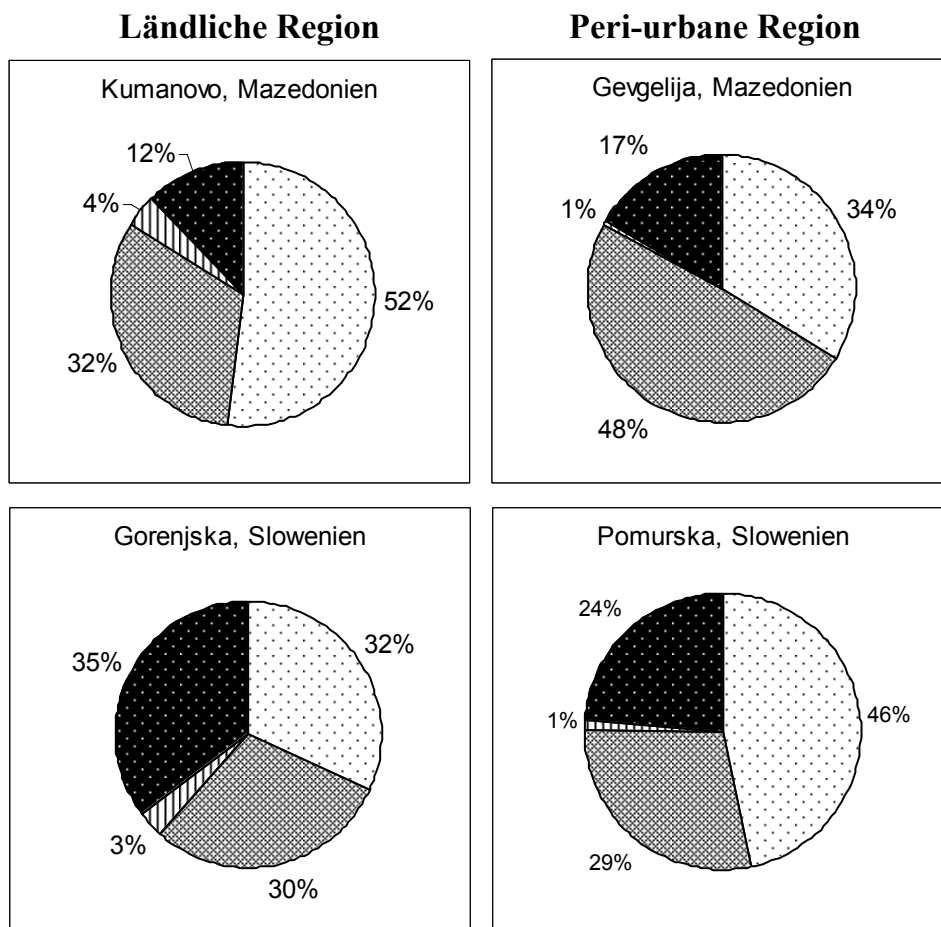 Ländliche Region
Peri-urbane Region
Kumanovo, Mazedonien
12%
4%
52%
32%
Gevgelija, Mazedonien
17%
1%
34%
48%
Gorenjska, Slowenien
32%
35%
3%
30%
Pomurska, Slowenien
24%
1%
46%
29%